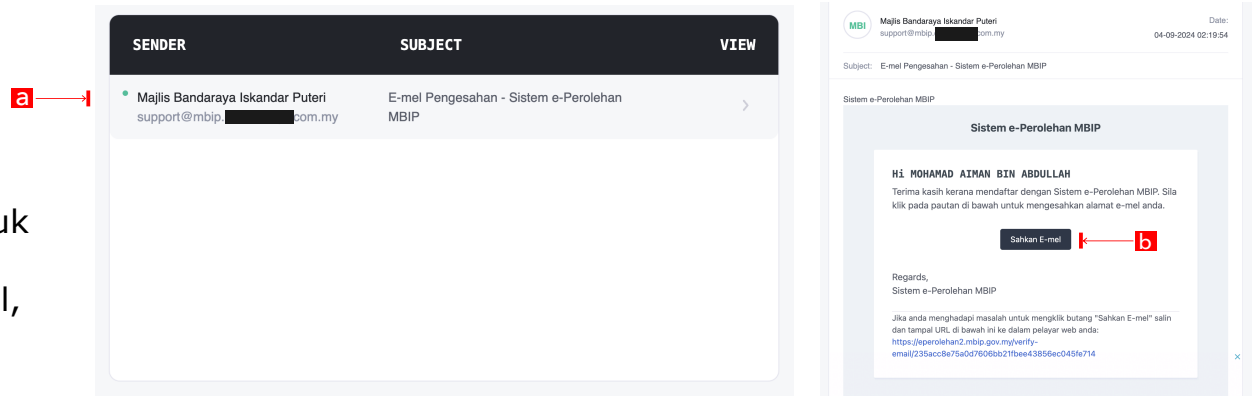 SENDER SUBJECT VIEW
a
Majlis Bandaraya Iskandar Puteri
support@mbip. com.my
E-mel Pengesahan - Sistem e-Perolehan
MBIP
uk
l,
MBI
Majlis Bandaraya Iskandar Puteri
support@mbip. com.my
Date:
04-09-2024 02:19:54
Subject: E-mel Pengesahan - Sistem e-Perolehan MBIP
Sistem e-Perolehan MBIP
Sistem e-Perolehan MBIP
Hi MOHAMAD AIMAN BIN ABDULLAH
Terima kasih kerana mendaftar dengan Sistem e-Perolehan MBIP. Sila
klik pada pautan di bawah untuk mengesahkan alamat e-mel anda.
Sahkan E-mel
b
Regards,
Sistem e-Perolehan MBIP
Jika anda menghadapi masalah untuk mengklik butang "Sahkan E-mel" salin
dan tampal URL di bawah ini ke dalam pelayar web anda:
https://eperolehan2.mbip.gov.my/verify-
email/235acc8e75a0d7606bb21fbee43856ec045fe714